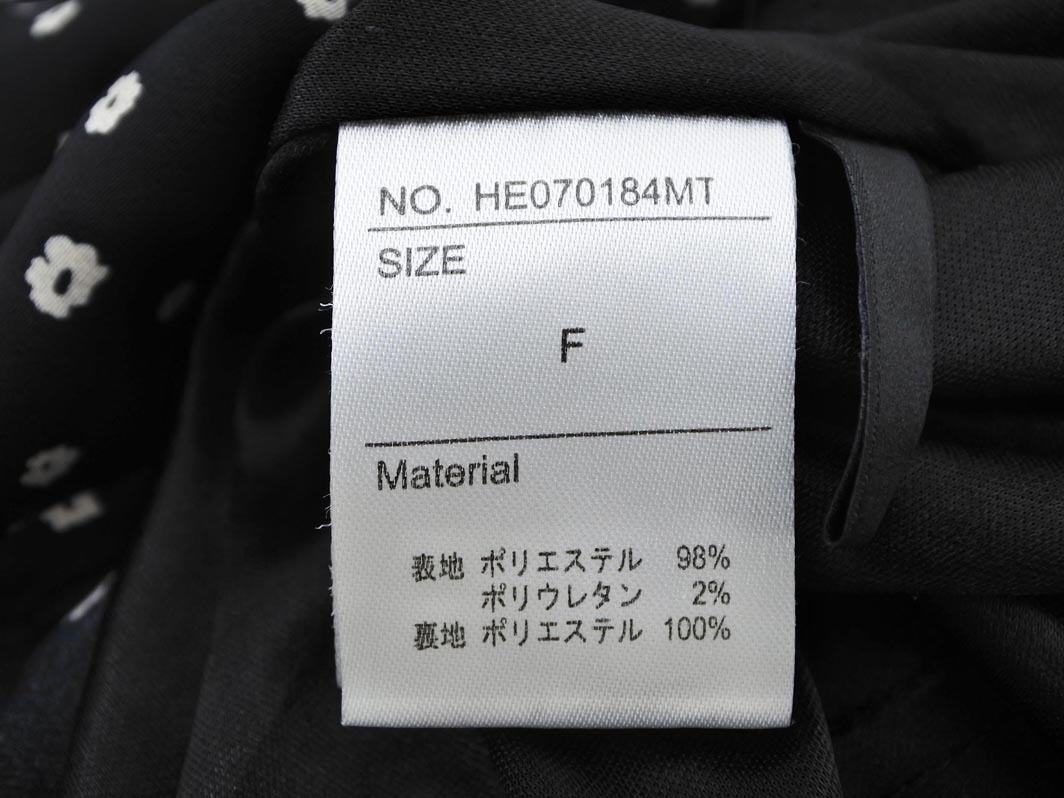 NO. HE070184MT
SIZE
F
Material
表地 ポリエステル 98%
ポリウレタン 2%
裏地 ポリエステル 100%